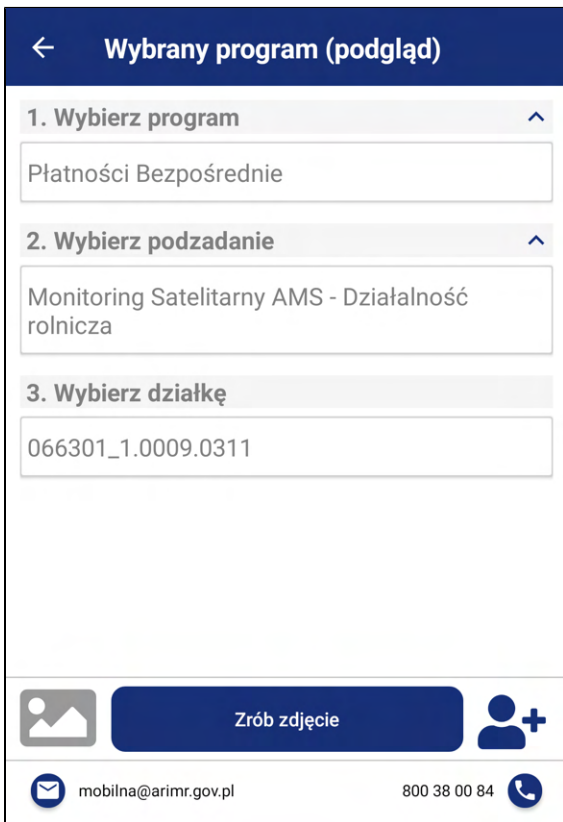 Wybrany program (podgląd)
1. Wybierz program
Płatności Bezpośrednie
2. Wybierz podzadanie
Monitoring Satelitarny AMS - Działalność
rolnicza
3. Wybierz działkę
066301_1.0009.0311
Zrób zdjęcie
mobilna@arimr.gov.pl
800 38 00 84